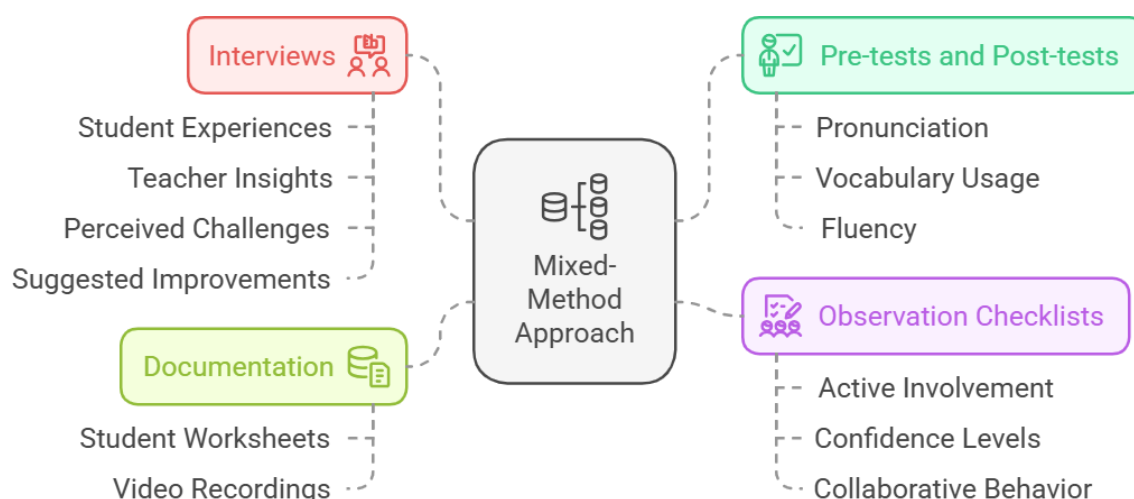 Interviews
Student Experiences
Teacher Insights
Perceived Challenges
Suggested Improvements
Documentation
Student Worksheets
Video Recordings
Mixed-
Method
Approach
Pre-tests and Post-tests
Pronunciation
Vocabulary Usage
Fluency
Observation Checklists
Active Involvement
Confidence Levels
Collaborative Behavior